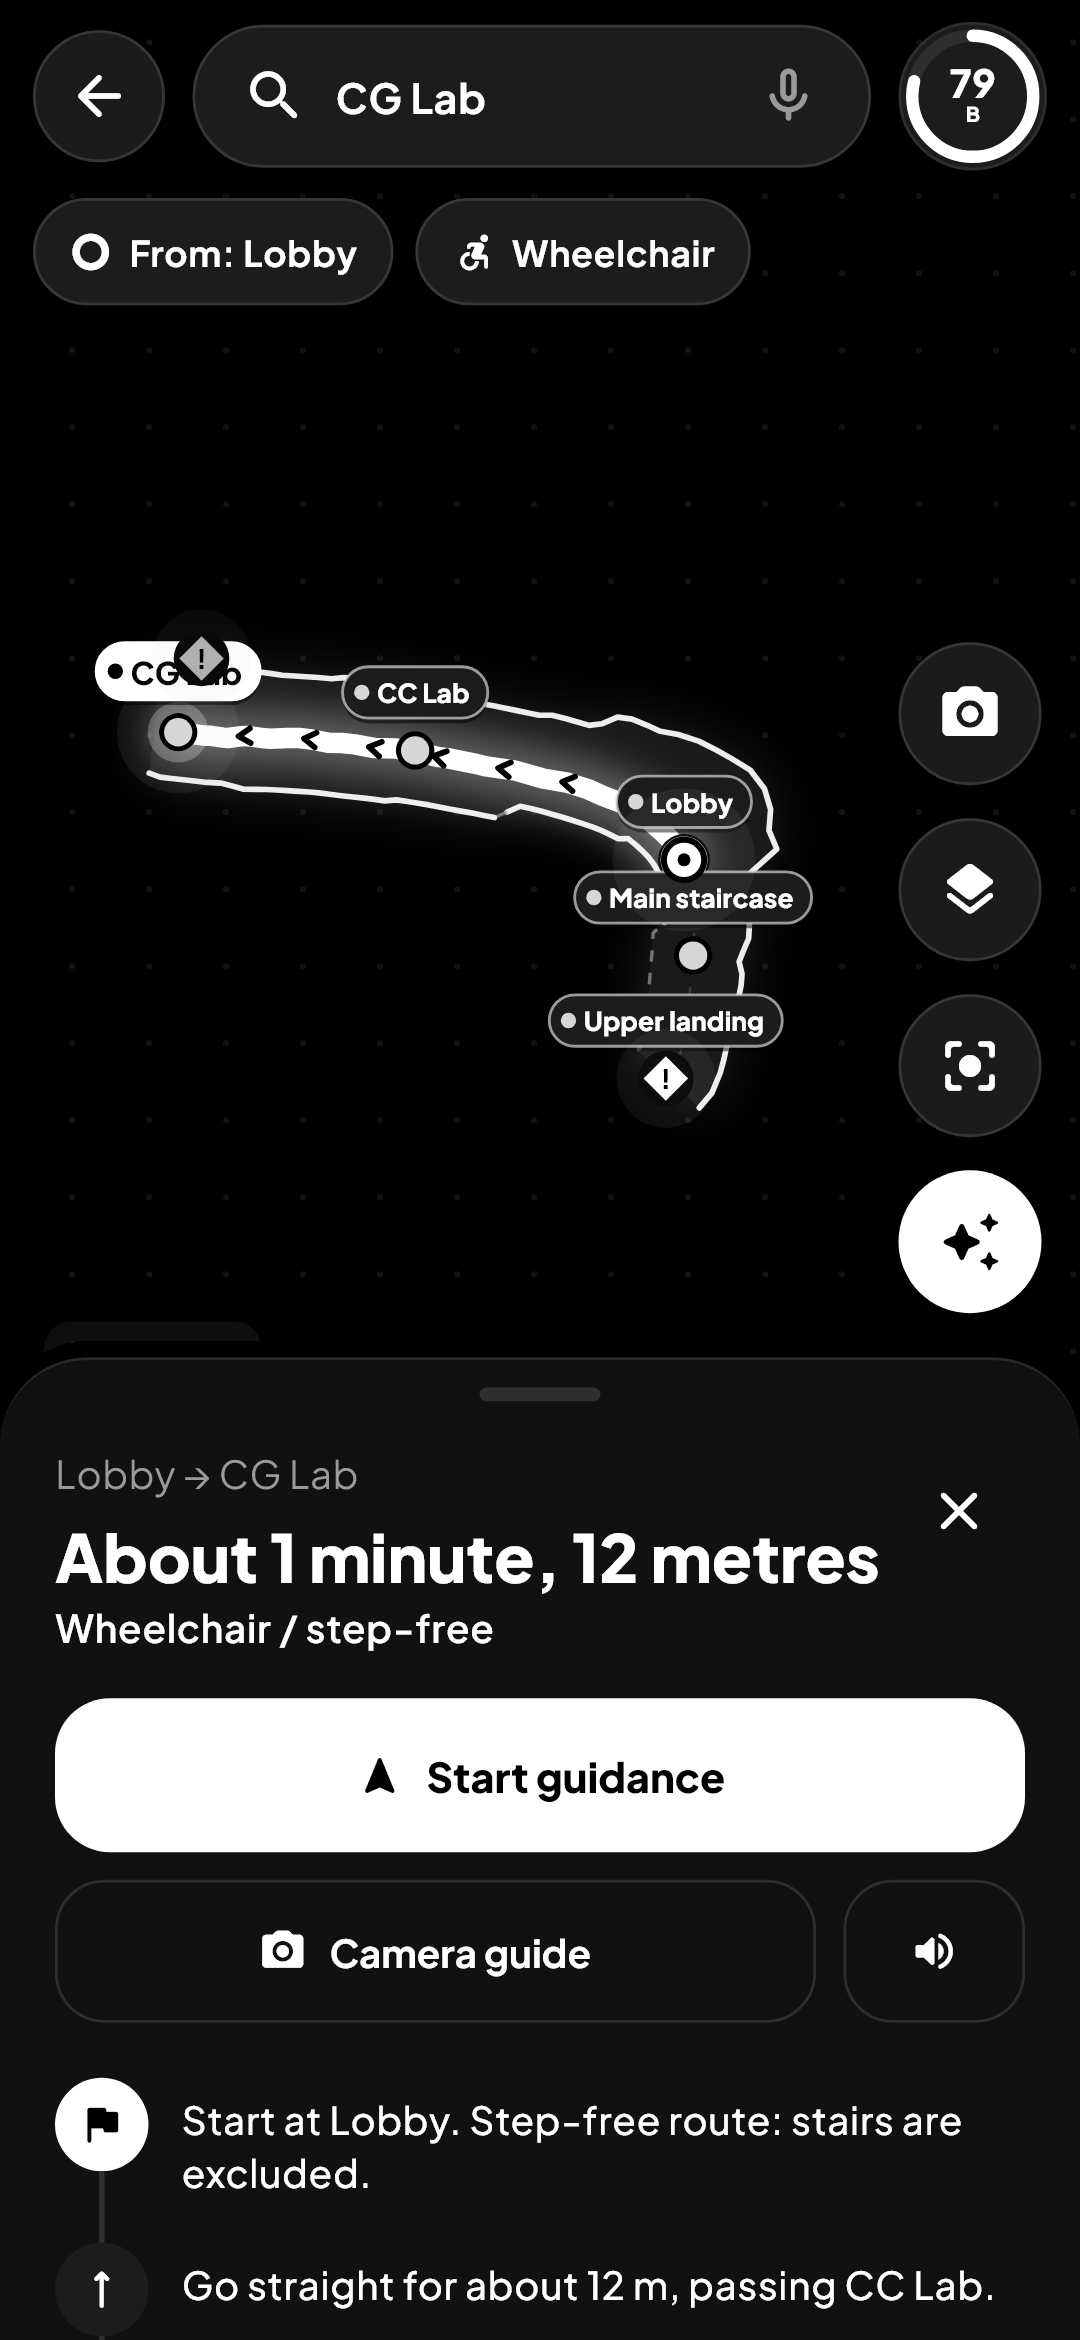 CG Lab
79
B
From: Lobby
Wheelchair
CG Lab
!
CC Lab
Lobby
Main staircase
Upper landing
!
Lobby → CG Lab
About 1 minute, 12 metres
Wheelchair / step-free
Start guidance
Camera guide
Start at Lobby. Step-free route: stairs are
excluded.
Go straight for about 12 m, passing CC Lab.